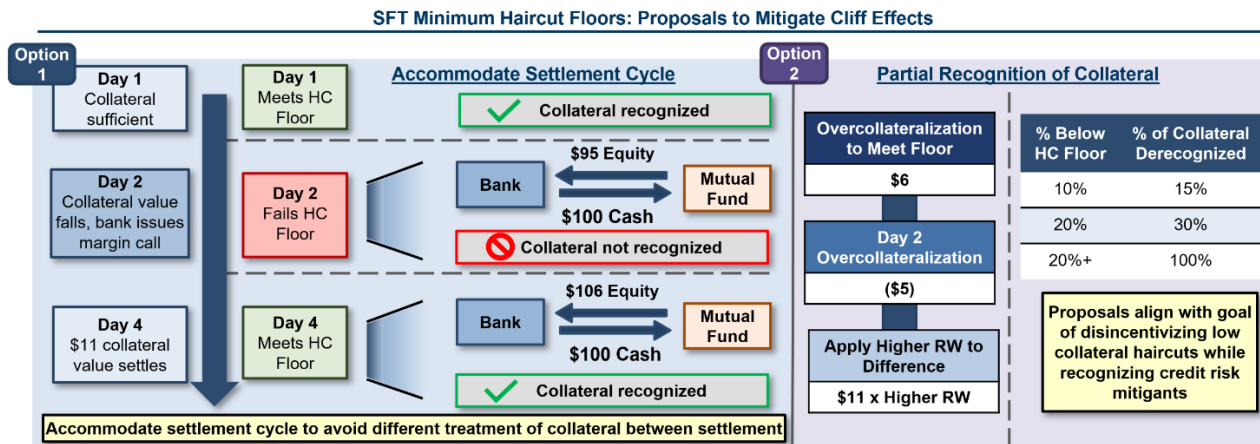 SFT Minimum Haircut Floors: Proposals to Mitigate Cliff Effects
Option
1
Accommodate Settlement Cycle
Day 1
Collateral
sufficient
Day 1
Meets HC
Floor
Collateral recognized
Day 2
Collateral value
falls, bank issues
margin call
Day 2
Fails HC
Floor
Bank
$95 Equity
$100 Cash
Mutual
Fund
Collateral not recognized
Day 4
$11 collateral
value settles
Day 4
Meets HC
Floor
Bank
$106 Equity
$100 Cash
Mutual
Fund
Collateral recognized
Accommodate settlement cycle to avoid different treatment of collateral between settlement
Option
2
Partial Recognition of Collateral
Overcollateralization
to Meet Floor
$6
Day 2
Overcollateralization
($5)
Apply Higher RW to
Difference
$11 x Higher RW
% Below
HC Floor
% of Collateral
Derecognized
10% 15%
20% 30%
20%+ 100%
Proposals align with goal
of disincentivizing low
collateral haircuts while
recognizing credit risk
mitigants